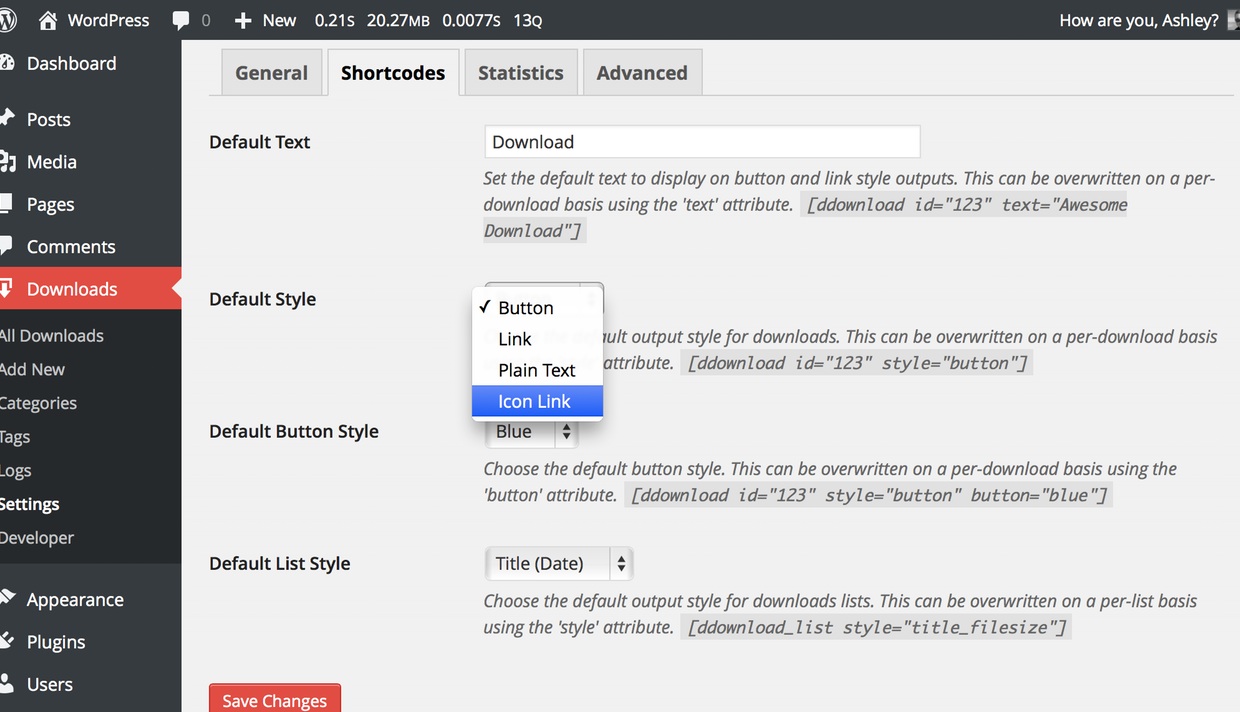 WordPress 0 New 0.21S 20.27MB 0.0077S 13Q How are you, Ashley?
Dashboard
Posts
Media
Pages
Comments
Downloads
All Downloads
Add New
Categories
Tags
Logs
Settings
Developer
Appearance
Plugins
Users
General Shortcodes Statistics Advanced
Default Text Download
Set the default text to display on button and link style outputs. This can be overwritten on a per-
download basis using the 'text' attribute. [ddownload id="123" text="Awesome
Download"]
Default Style
✓ Button
Link
Plain Text
Icon Link
output style for downloads. This can be overwritten on a per-download basis
attribute. [ddownload id="123" style="button"]
Default Button Style Blue
Choose the default button style. This can be overwritten on a per-download basis using the
'button' attribute. [ddownload id="123" style="button" button="blue"]
Default List Style Title (Date)
Choose the default output style for downloads lists. This can be overwritten on a per-list basis
using the 'style' attribute. [ddownload_list style="title_filesize"]
Save Changes